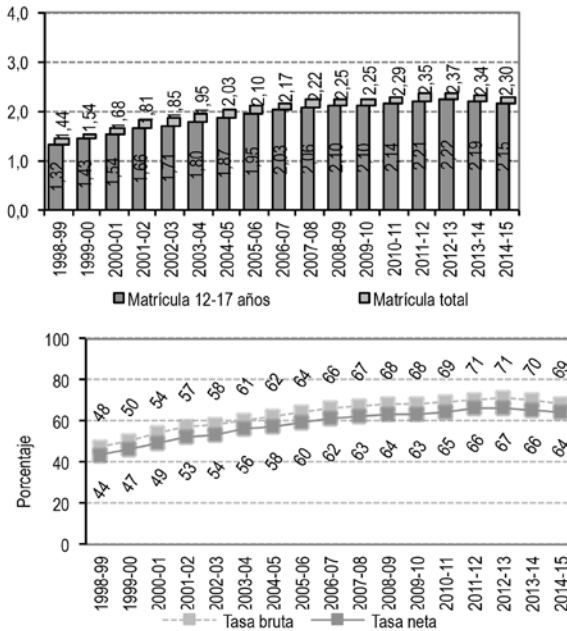 4,0
3,0
2,0
1,0
0,0
1,44 1,54 1,68 1,81 1,85 1,95 2,03 2,10 2,17 2,22 2,25 2,25 2,29 2,35 2,37 2,34 2,30
1,32 1,43 1,54 1,66 1,71 1,80 1,87 1,95 2,03 2,06 2,10 2,10 2,14 2,21 2,22 2,19 2,15
1998-99 1999-00 2000-01 2001-02 2002-03 2003-04 2004-05 2005-06 2006-07 2007-08 2008-09 2009-10 2010-11 2011-12 2012-13 2013-14 2014-15
Matrícula 12-17 años Matrícula total
Porcentaje
100
80
60
40
20
0
48 50 54 57 58 61 62 64 66 67 68 68 69 71 71 70 69
44 47 49 53 54 56 58 60 62 63 64 63 65 66 67 66 64
1998-99 1999-00 2000-01 2001-02 2002-03 2003-04 2004-05 2005-06 2006-07 2007-08 2008-09 2009-10 2010-11 2011-12 2012-13 2013-14 2014-15
Tasa bruta Tasa neta